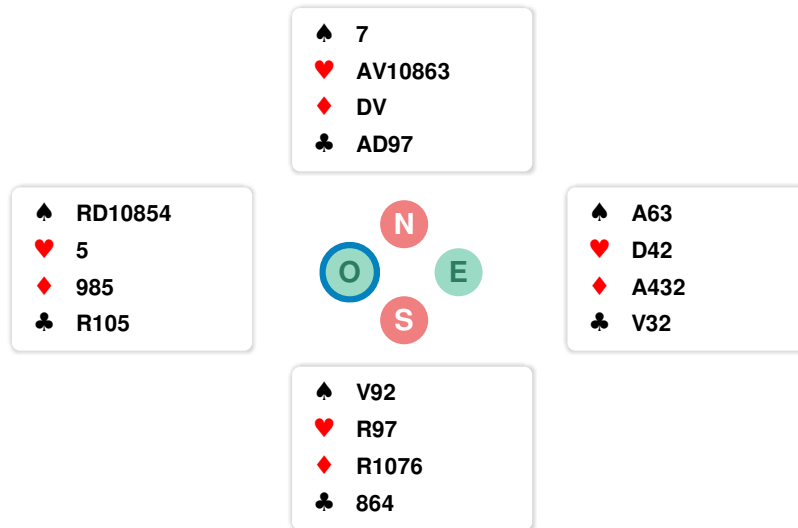 ♠ 7
♥ AV10863
♦ DV
♣ AD97
♠ RD10854
♥ 5
♦ 985
♣ R105
N
O E
S
♠ A63
♥ D42
♦ A432
♣ V32
♠ V92
♥ R97
♦ R1076
♣ 864